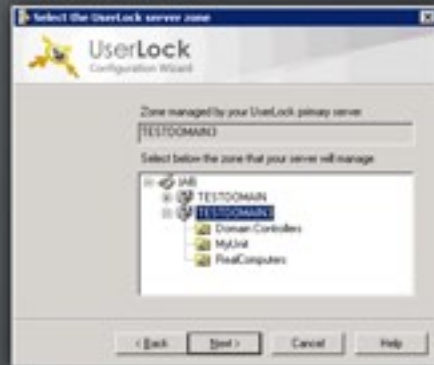 Select the UserLock server zone
UserLock
Configuration Wizard
Zone managed by your UserLock primary server
TESTDOMAIN3
Select below the zone that your server will manage
JAB
TESTDOMAIN
TESTDOMAIN3
Domain Controllers
MyUnit
RealComputers
< Back
Next >
Cancel
Help